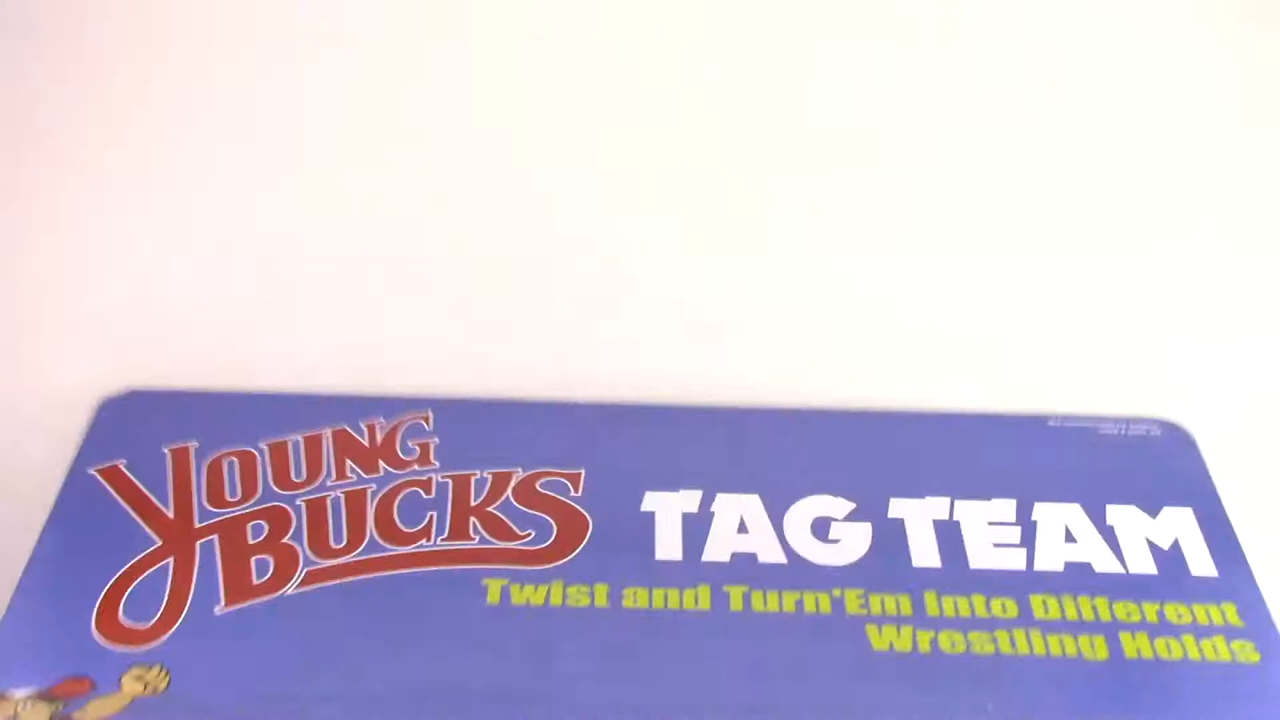 YOUNG
BUCKS
TAG TEAM
Twist and Turn'Em Into Different
Wrestling Holds